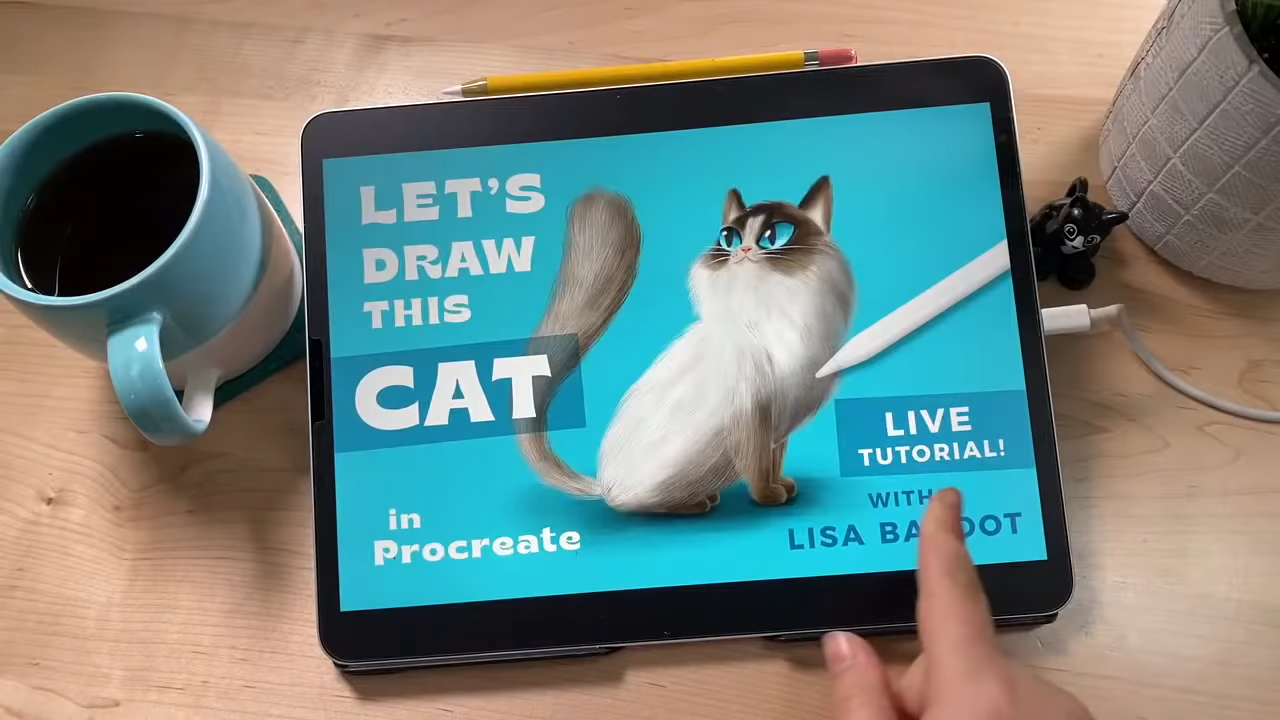 LET'S
DRAW
THIS
CAT
in
Procreate
LIVE
TUTORIAL!
WITH
LISA